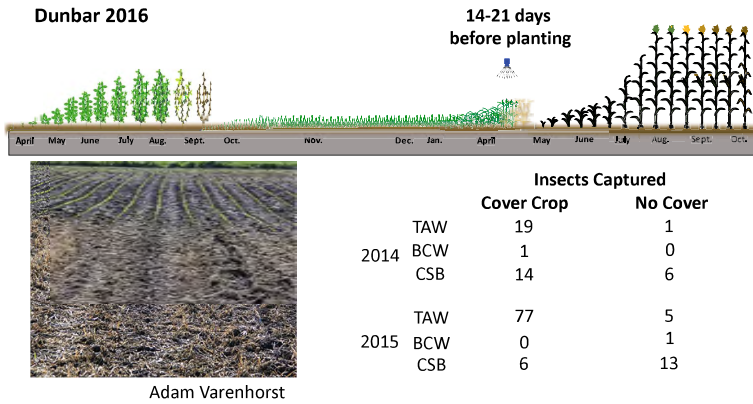 Dunbar 2016
14-21 days
before planting
April May June July Aug. Sept. Oct. Nov. Dec. Jan. April May June July Aug. Sept. Oct.
Insects Captured
Cover Crop No Cover
2014
TAW 19 1
BCW 1 0
CSB 14 6
2015
TAW 77 5
BCW 0 1
CSB 6 13
Adam Varenhorst